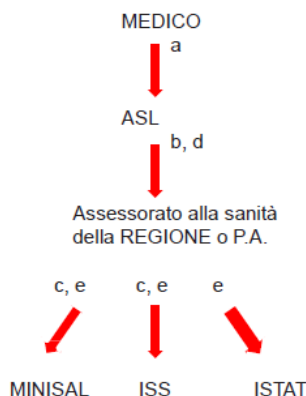 MEDICO
a
ASL
b, d
Assessorato alla sanità
della REGIONE o P.A.
c, e c, e e
MINISAL ISS ISTAT